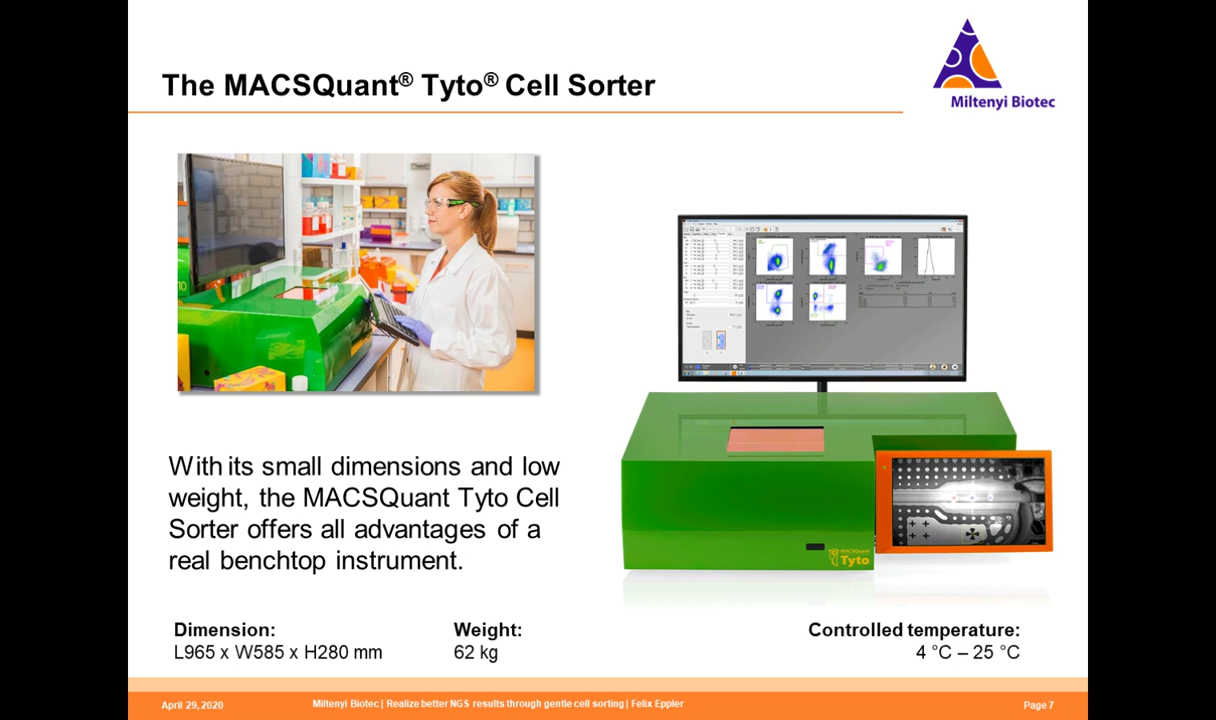 The MACSQuant® Tyto® Cell Sorter
Miltenyi Biotec
With its small dimensions and low
weight, the MACSQuant Tyto Cell
Sorter offers all advantages of a
real benchtop instrument.
MACSQuant
Tyto
Dimension:
L965 x W585 x H280 mm
Weight:
62 kg
Controlled temperature:
4 °C – 25 °C
April 29, 2020
Miltenyi Biotec | Realize better NGS results through gentle cell sorting | Felix Eppler
Page 7